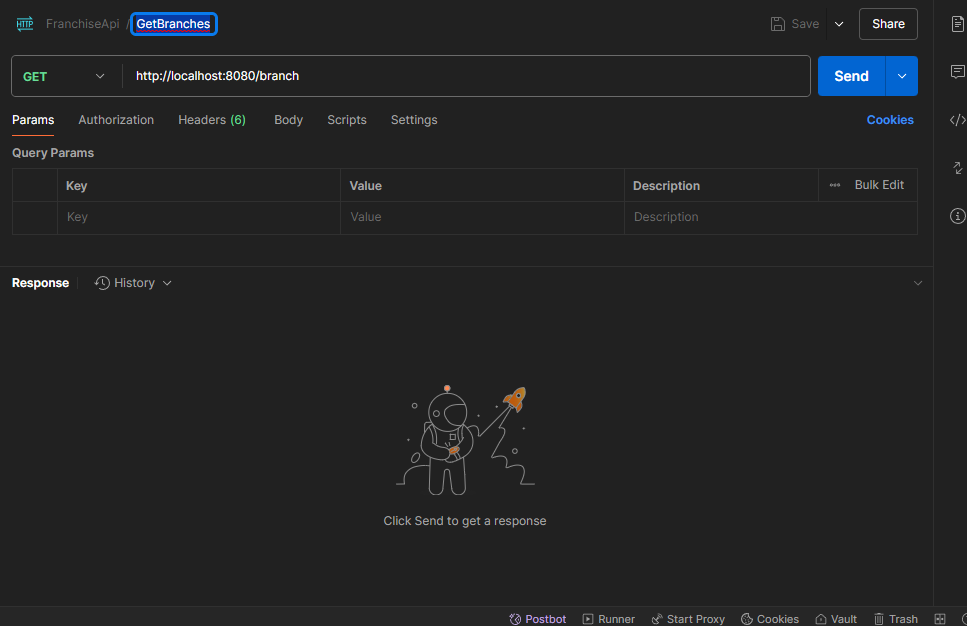 HTTP FranchiseApi / GetBranches Save Share
GET http://localhost:8080/branch Send
Params Authorization Headers (6) Body Scripts Settings Cookies
Query Params
Key Value Description Bulk Edit
Key Value Description
Response History
Click Send to get a response
Postbot Runner Start Proxy Cookies Vault Trash